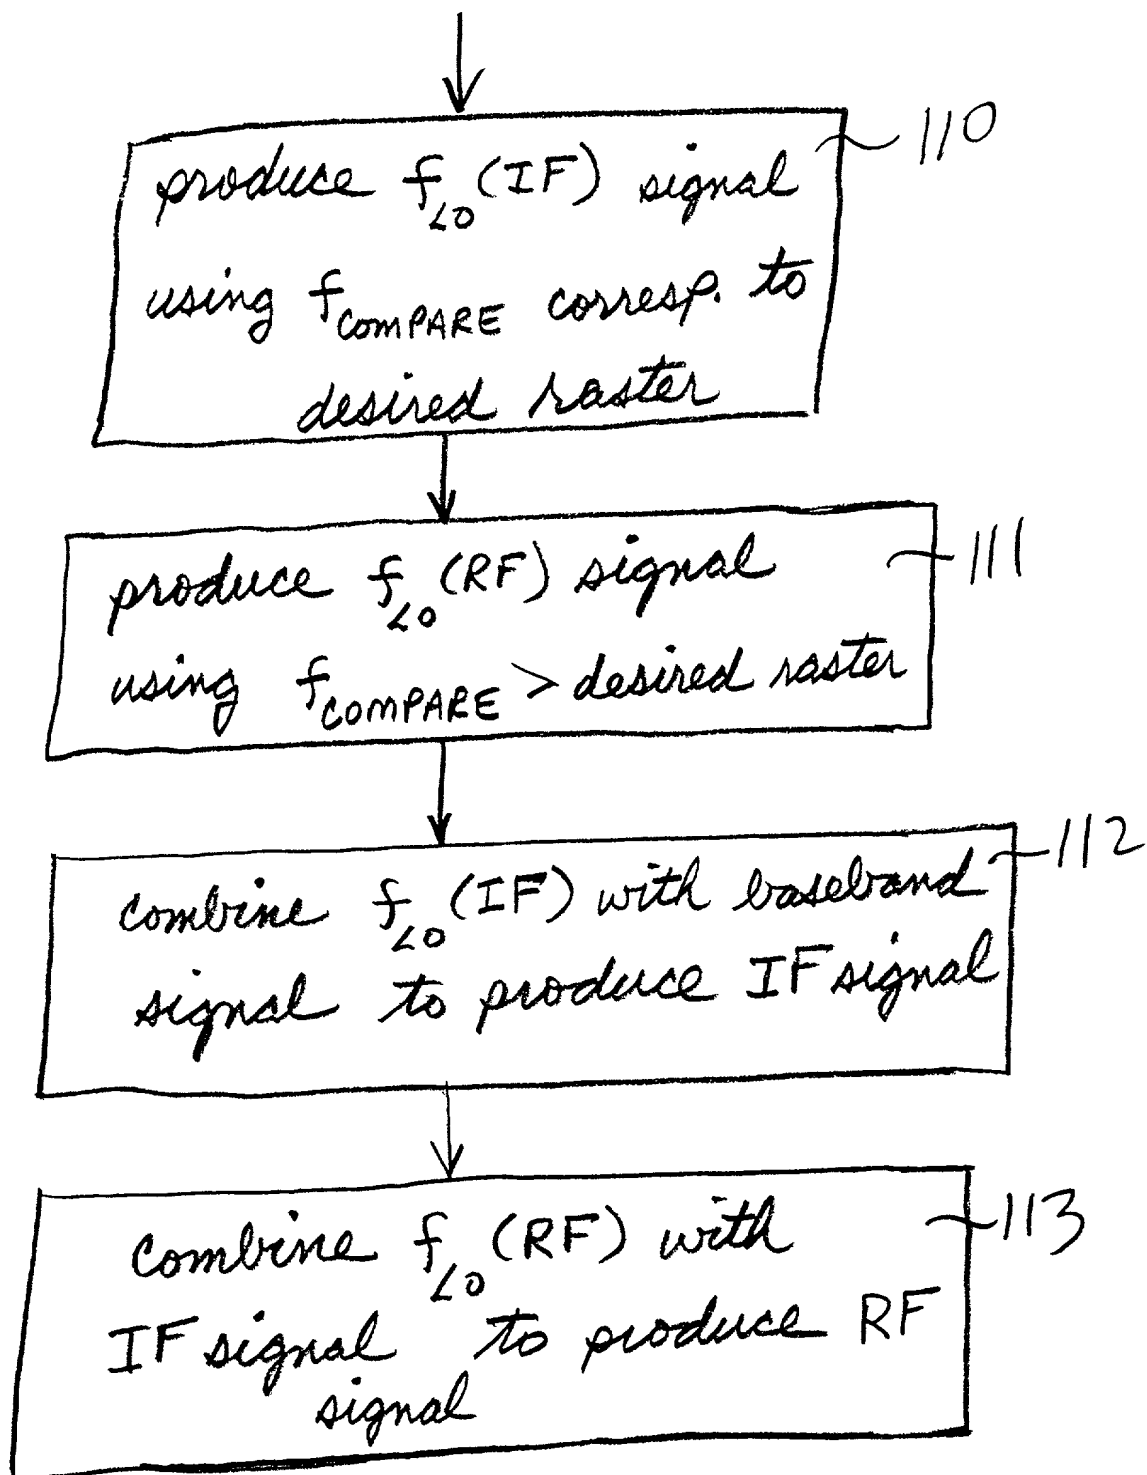 produce f_LO (IF) signal 110
using f_COMPARE corresp. to
desired raster
produce f_LO (RF) signal 111
using f_COMPARE > desired raster
combine f_LO (IF) with baseband 112
signal to produce IF signal
combine f_LO (RF) with 113
IF signal to produce RF
signal